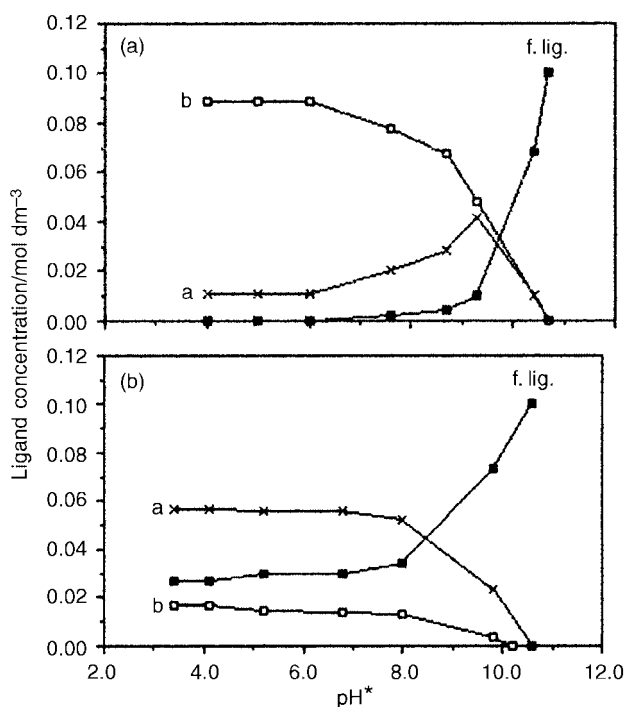 0.12
(a)
f. lig.
0.10
b
0.08
0.06
0.04
0.02
a
0.00
Ligand concentration/mol dm⁻³
0.12
(b)
f. lig.
0.10
0.08
a
0.06
0.04
0.02
b
0.00
2.0 4.0 6.0 8.0 10.0 12.0
pH*